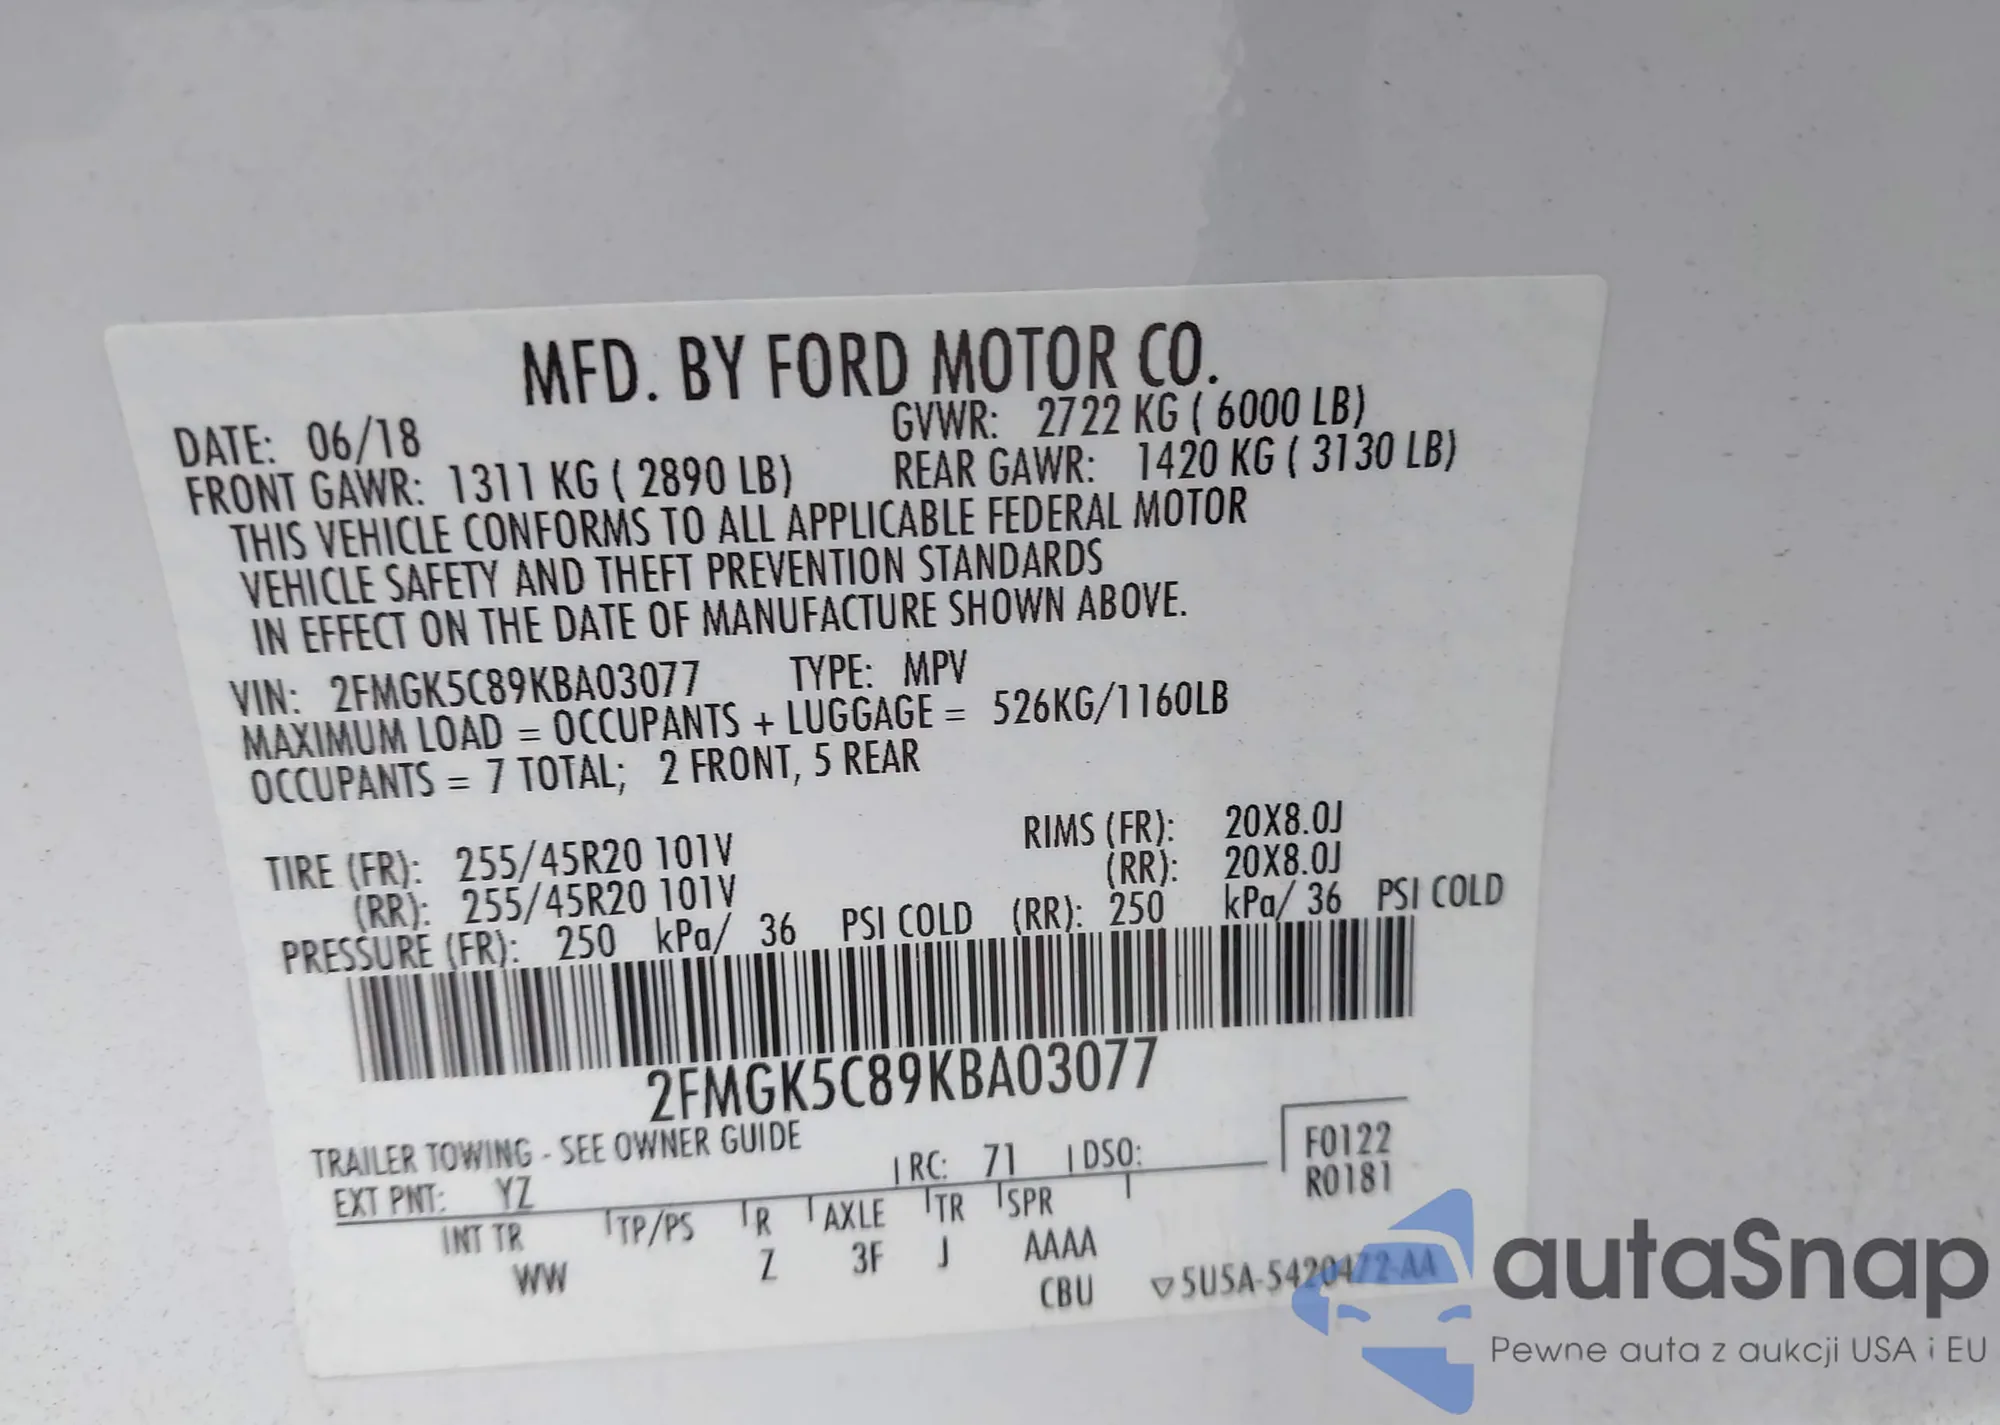 MFD. BY FORD MOTOR CO.
DATE: 06/18 GVWR: 2722 KG ( 6000 LB)
FRONT GAWR: 1311 KG ( 2890 LB) REAR GAWR: 1420 KG ( 3130 LB)
THIS VEHICLE CONFORMS TO ALL APPLICABLE FEDERAL MOTOR
VEHICLE SAFETY AND THEFT PREVENTION STANDARDS
IN EFFECT ON THE DATE OF MANUFACTURE SHOWN ABOVE.
VIN: 2FMGK5C89KBA03077 TYPE: MPV
MAXIMUM LOAD = OCCUPANTS + LUGGAGE = 526KG/1160LB
OCCUPANTS = 7 TOTAL; 2 FRONT, 5 REAR
TIRE (FR): 255/45R20 101V RIMS (FR): 20X8.0J
(RR): 255/45R20 101V (RR): 20X8.0J
PRESSURE (FR): 250 kPa/ 36 PSI COLD (RR): 250 kPa/ 36 PSI COLD
2FMGK5C89KBA03077
TRAILER TOWING - SEE OWNER GUIDE
EXT PNT: YZ RC: 71 DSO: F0122
R0181
INT TR TP/PS R AXLE TR SPR
WW Z 3F J AAAA
CBU ▽5U5A-5420472-AA
autaSnap
Pewne auta z aukcji USA i EU